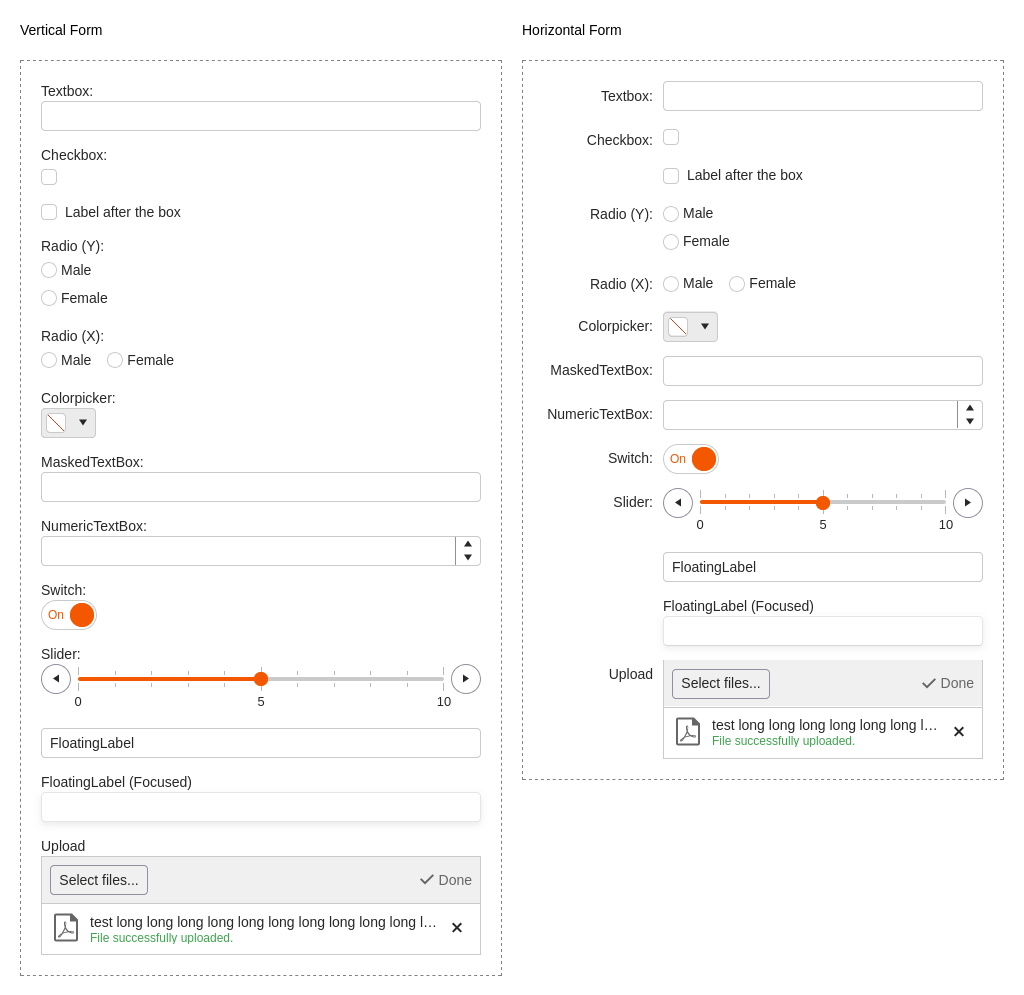 Vertical Form
Textbox:
Checkbox:
Label after the box
Radio (Y):
Male
Female
Radio (X):
Male Female
Colorpicker:
MaskedTextBox:
NumericTextBox:
Switch:
On
Slider:
0 5 10
FloatingLabel
FloatingLabel (Focused)
Upload
Select files... Done
test long long long long long long long long long long l...
File successfully uploaded.
Horizontal Form
Textbox:
Checkbox:
Label after the box
Radio (Y): Male
Female
Radio (X): Male Female
Colorpicker:
MaskedTextBox:
NumericTextBox:
Switch: On
Slider:
0 5 10
FloatingLabel
FloatingLabel (Focused)
Upload Select files... Done
test long long long long long long l...
File successfully uploaded.